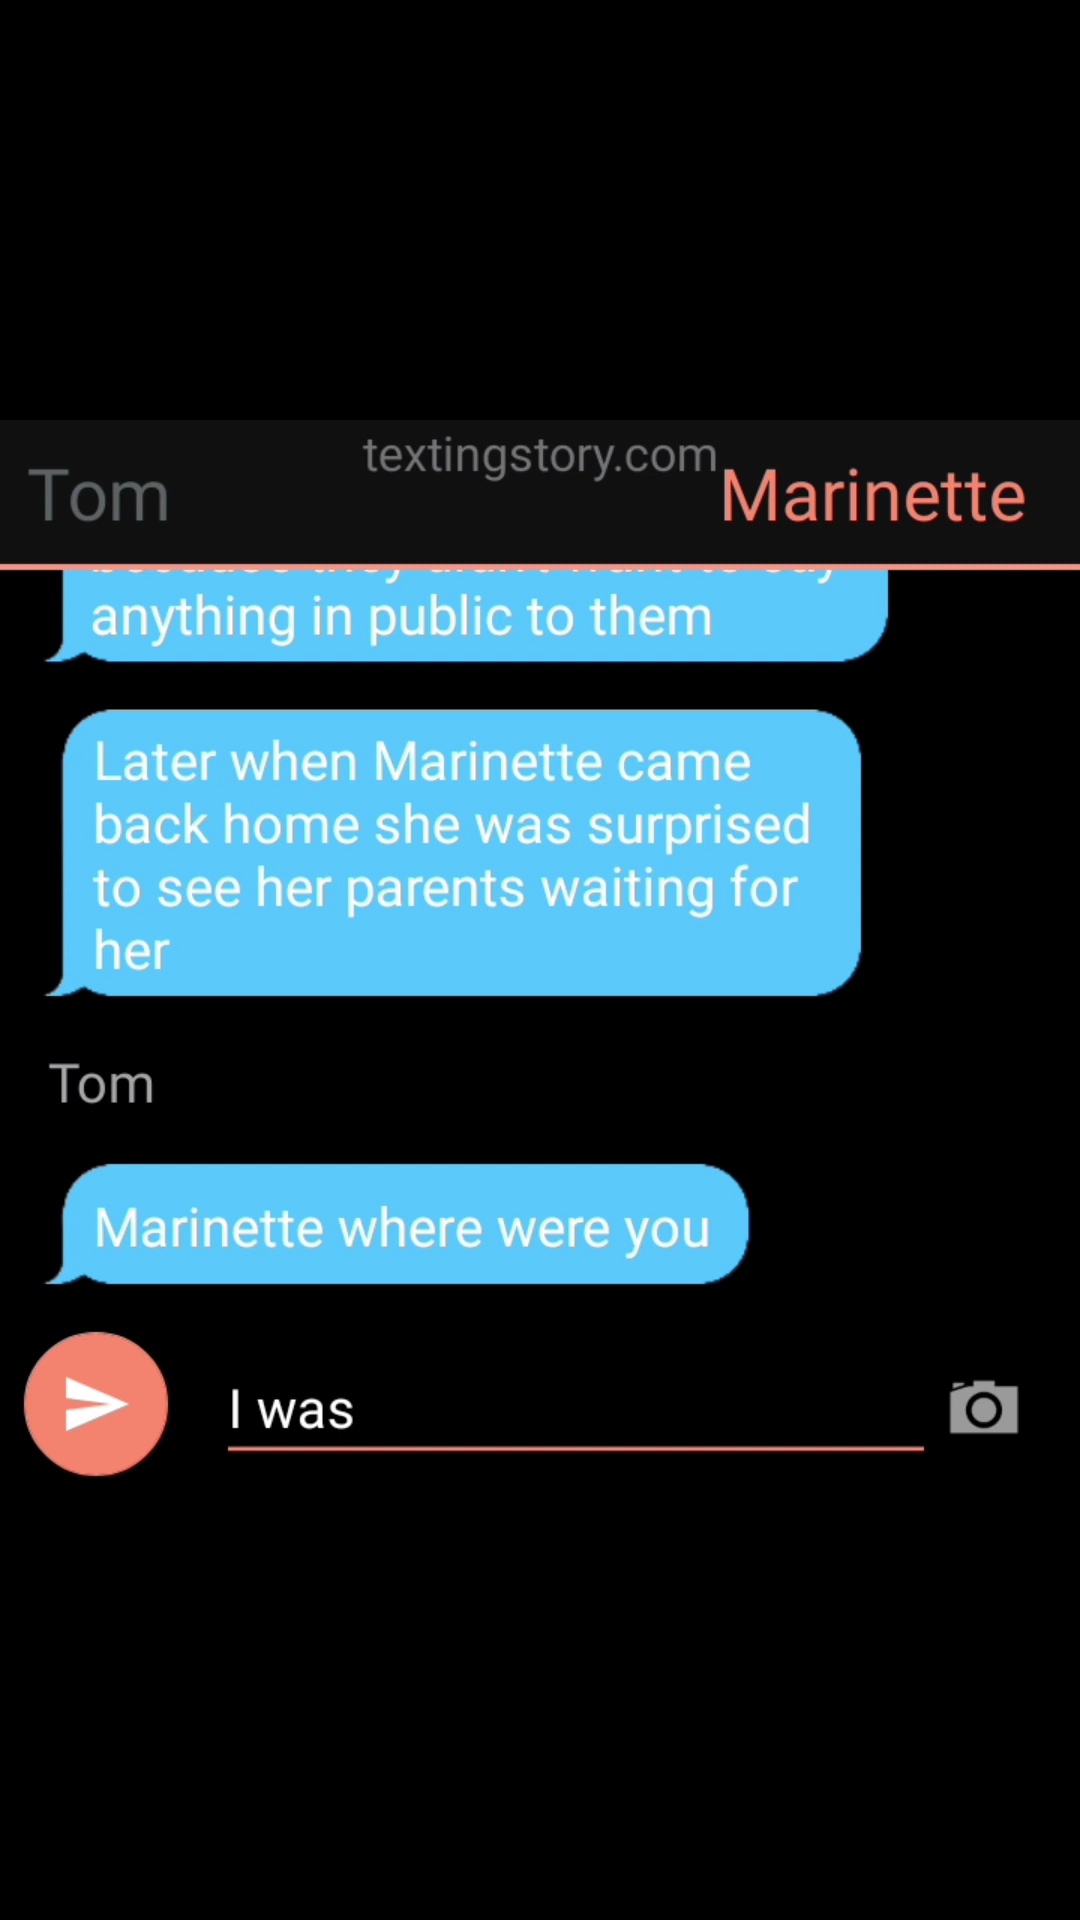 textingstory.com
Tom
Marinette
anything in public to them
Later when Marinette came
back home she was surprised
to see her parents waiting for
her
Tom
Marinette where were you
I was